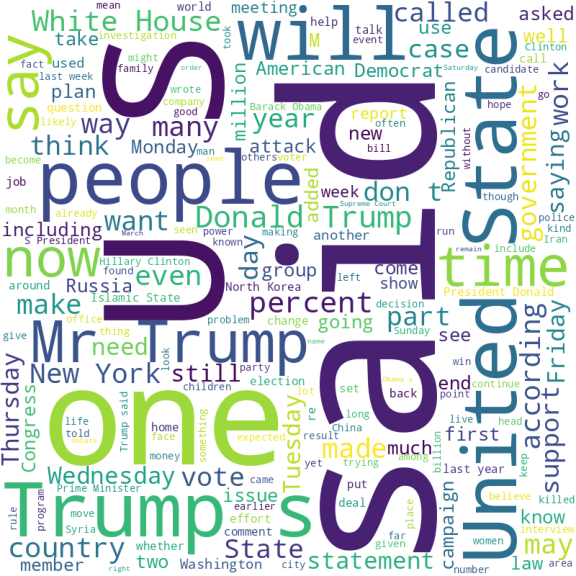 mean
world
meeting
help
White House
investigation
took
talk
event
M
will
called
asked
take
might
use
well
say
fact
used
family
S
case
Clinton
last week
wrote
American
Democrat
call
plan
company
order
Saturday
candidate
question
good
million
Barack Obama
hope
go
likely
way
many
year
report
often
new
bill
Republican
without
State
government
saying
work
think
Monday
man
attack
become
people
dead
others
voter
added
week
don t
though
job
want
Donald Trump
police
month
already
seen
power
Supreme Court
kind
including
known
making
another
run
Iran
S President
March
day
said
time
now
Hillary Clinton
found
even
group
left
come
show
remain
include
around
Russia
Islamic State
North Korea
President Donald
make
U
percent
decision
part
office
problem
change
going
Sunday
United
according
Friday
thing
Mr Trump
need
name
see
win
give
look
party
New York
still
children
election
lot
set
Obama s
back
end
point
continue
support
Thursday
Congress
one
life
told
debate
Trump said
home
face
something
expected
Tuesday
re
long
result
China
made
much
among
billion
first
live
head
money
yet
trying
campaign
last year
keep
Wednesday
vote
came
issue
put
place
believe
killed
interview
Prime Minister
earlier
deal
rule
program
move
Trump s
effort
far
given
know
Syria
comment
women
may
country
whether
State
statement
law
area
member
two
Washington
city
number
right